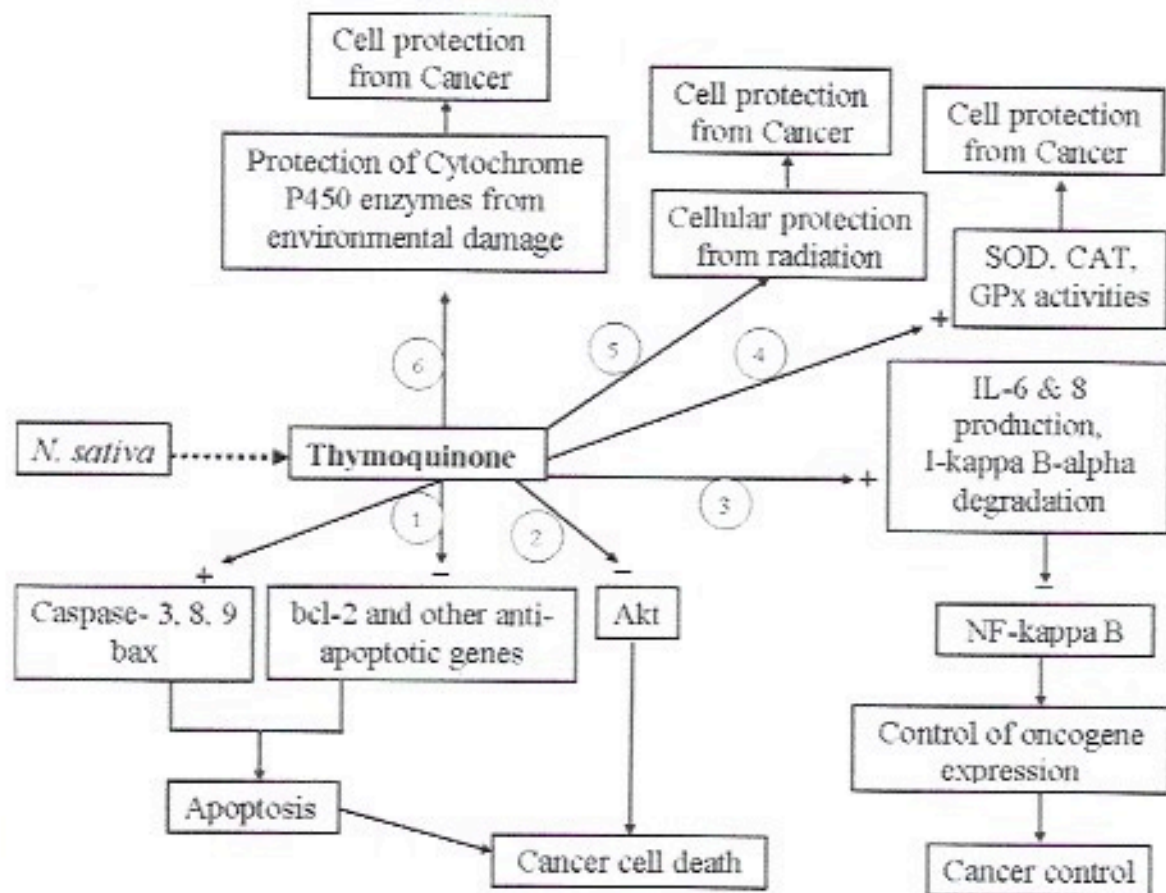 Cell protection
from Cancer
Cell protection
from Cancer
Cell protection
from Cancer
Protection of Cytochrome
P450 enzymes from
environmental damage
Cellular protection
from radiation
SOD, CAT,
GPx activities
+
6
5
4
IL-6 & 8
production,
I-kappa B-alpha
degradation
N. sativa
Thymoquinone
+
3
1
2
+
−
−
−
Caspase- 3, 8, 9
bax
bcl-2 and other anti-
apoptotic genes
Akt
NF-kappa B
Control of oncogene
expression
Apoptosis
Cancer cell death
Cancer control